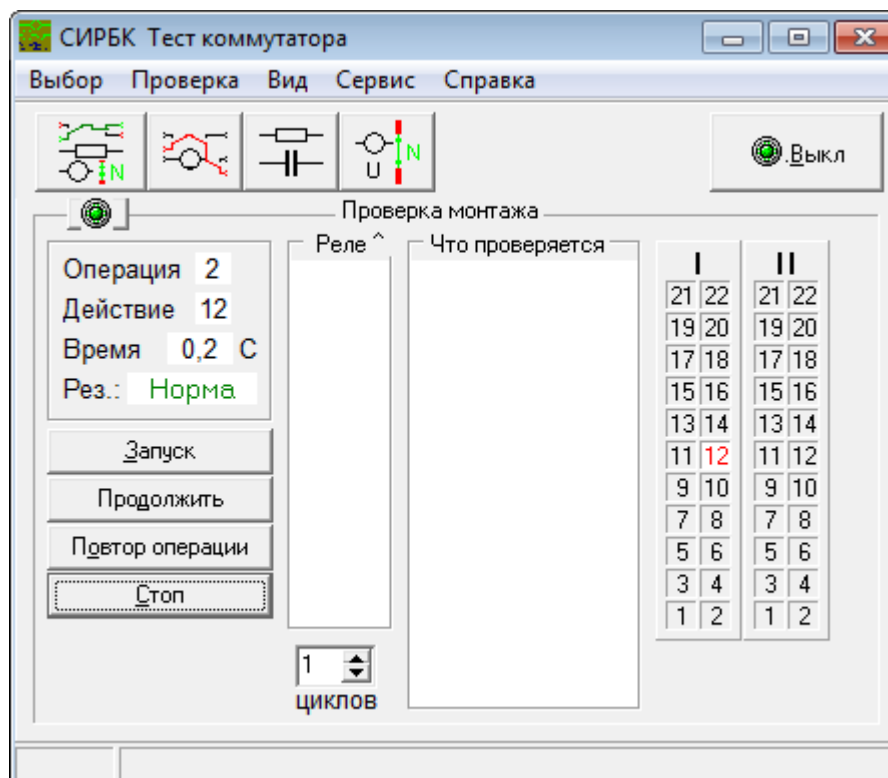 СИРБК Тест коммутатора
Выбор Проверка Вид Сервис Справка
N
N
U
.Выкл
Проверка монтажа
Реле ^
Что проверяется
Операция 2
Действие 12
Время 0,2 С
Рез.: Норма
Запуск
Продолжить
Повтор операции
Стоп
1
циклов
I II
21 22 21 22
19 20 19 20
17 18 17 18
15 16 15 16
13 14 13 14
11 12 11 12
9 10 9 10
7 8 7 8
5 6 5 6
3 4 3 4
1 2 1 2